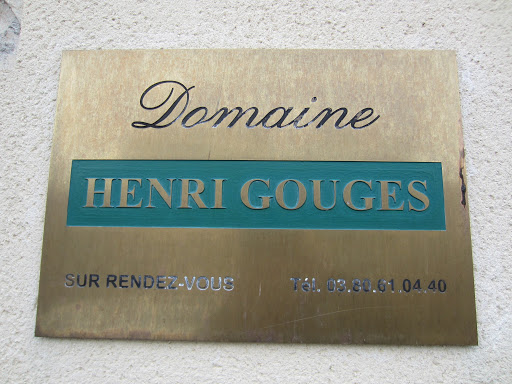 Domaine
HENRI GOUGES
SUR RENDEZ-VOUS Tél. 03.80.61.04.40